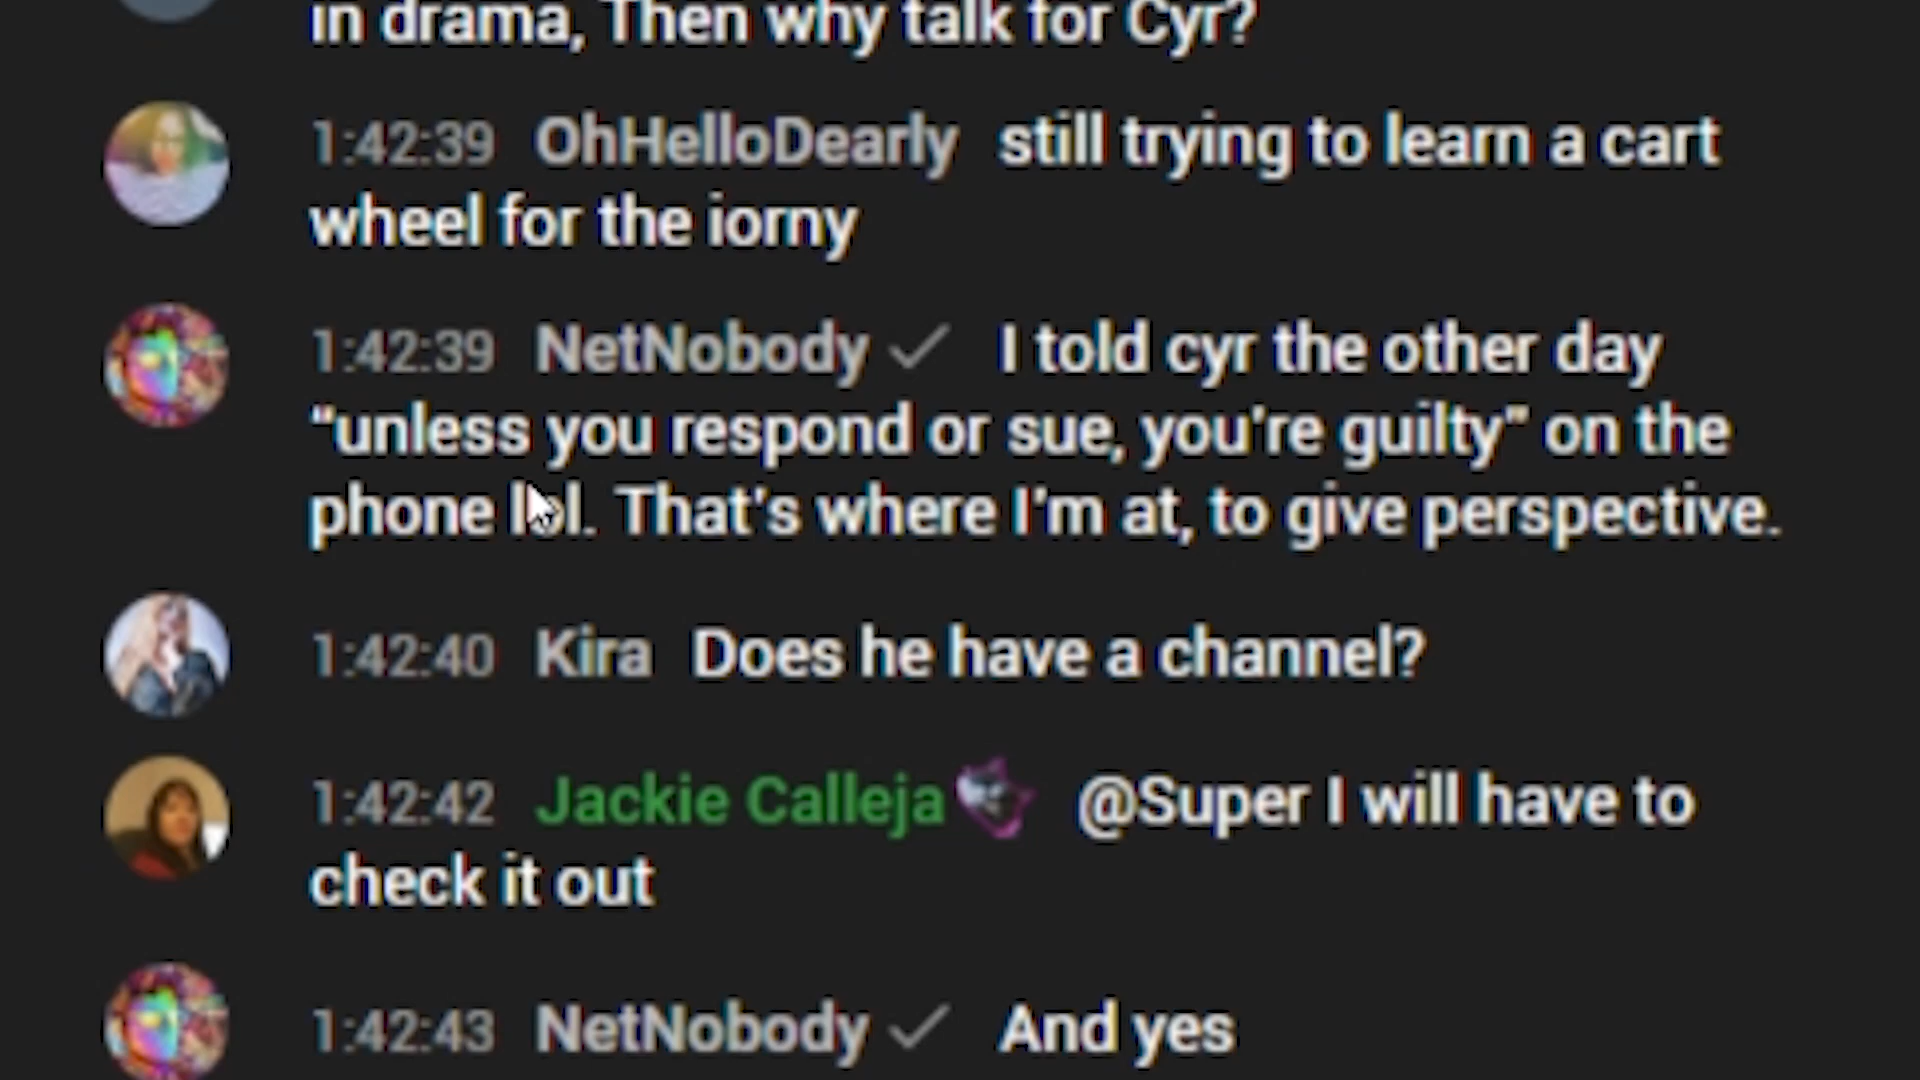 in drama, Then why talk for Cyr?
1:42:39 OhHelloDearly still trying to learn a cart
wheel for the iorny
1:42:39 NetNobody I told cyr the other day
"unless you respond or sue, you're guilty" on the
phone lol. That's where I'm at, to give perspective.
1:42:40 Kira Does he have a channel?
1:42:42 Jackie Calleja @Super I will have to
check it out
1:42:43 NetNobody And yes